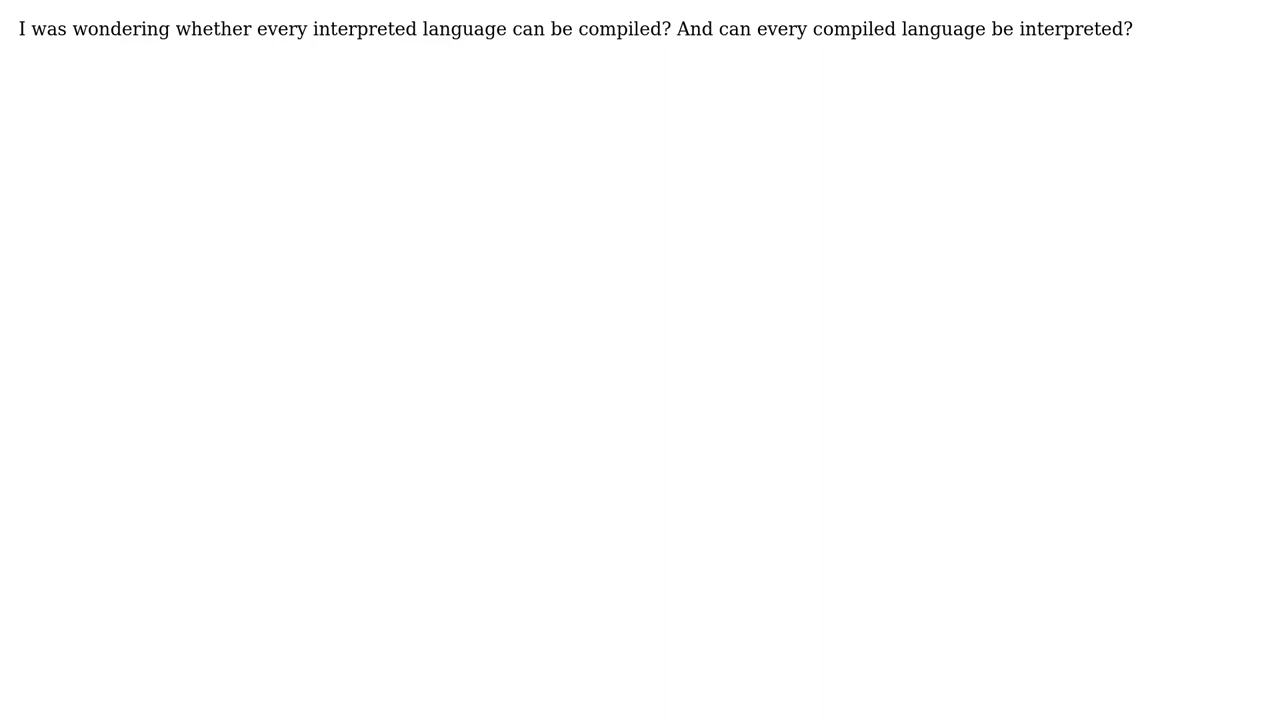 I was wondering whether every interpreted language can be compiled? And can every compiled language be interpreted?